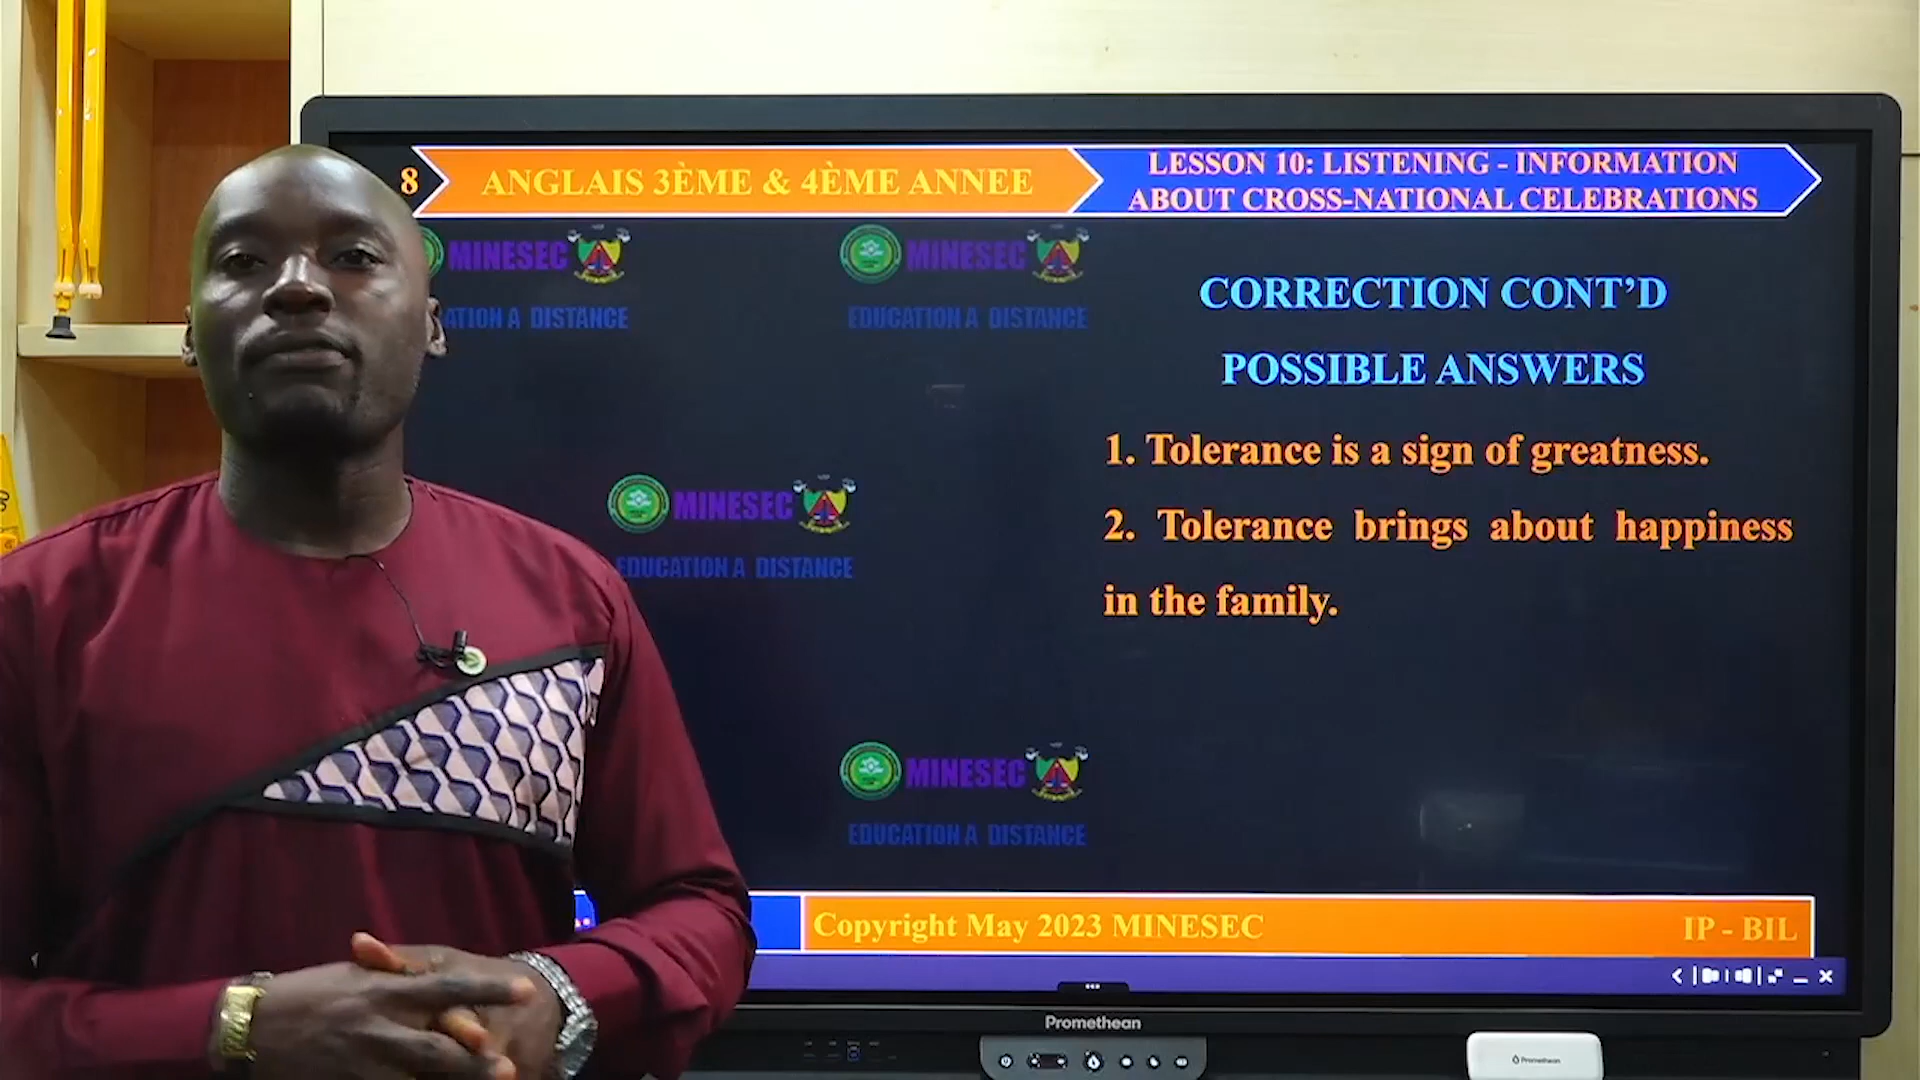 8
ANGLAIS 3ÈME & 4ÈME ANNEE
LESSON 10: LISTENING - INFORMATION
ABOUT CROSS-NATIONAL CELEBRATIONS
MINESEC
A DISTANCE
MINESEC
EDUCATION A DISTANCE
CORRECTION CONT'D
POSSIBLE ANSWERS
1. Tolerance is a sign of greatness.
2. Tolerance brings about happiness
in the family.
MINESEC
EDUCATION A DISTANCE
MINESEC
EDUCATION A DISTANCE
Copyright May 2023 MINESEC
IP - BIL
Promethean
Promethean